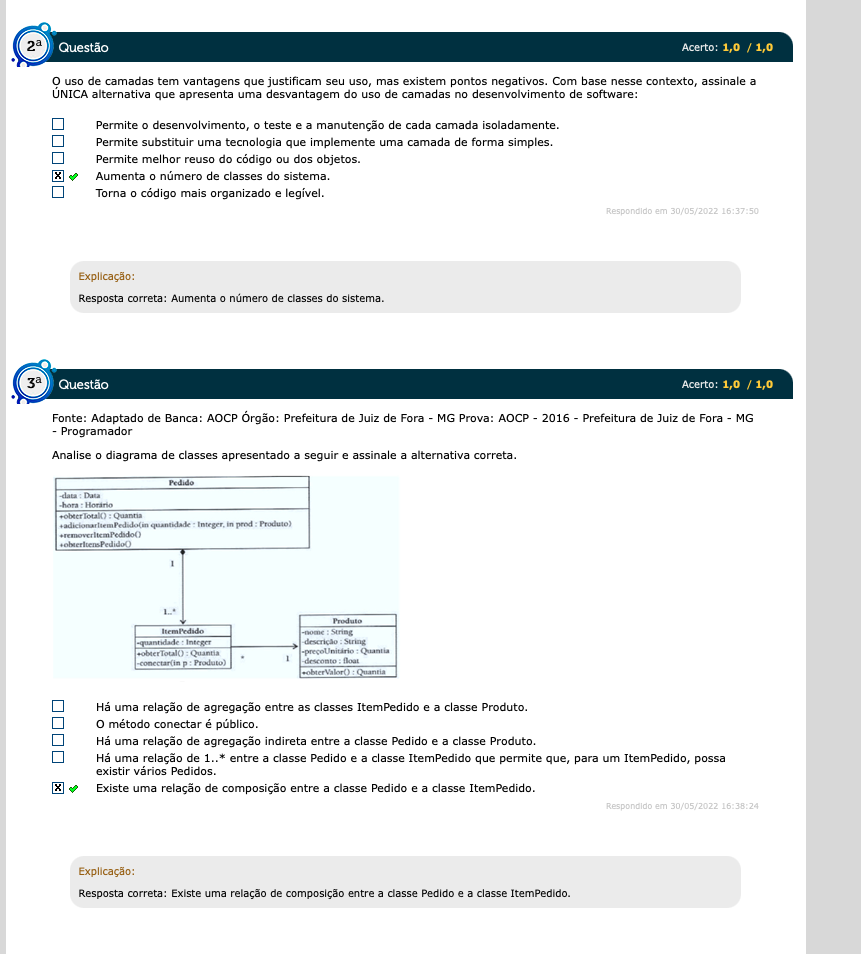 2ª Questão
Acerto: 1,0 / 1,0
O uso de camadas tem vantagens que justificam seu uso, mas existem pontos negativos. Com base nesse contexto, assinale a
ÚNICA alternativa que apresenta uma desvantagem do uso de camadas no desenvolvimento de software:
Permite o desenvolvimento, o teste e a manutenção de cada camada isoladamente.
Permite substituir uma tecnologia que implemente uma camada de forma simples.
Permite melhor reuso do código ou dos objetos.
Aumenta o número de classes do sistema.
Torna o código mais organizado e legível.
Respondido em 30/05/2022 16:37:50
Explicação:
Resposta correta: Aumenta o número de classes do sistema.
3ª Questão
Acerto: 1,0 / 1,0
Fonte: Adaptado de Banca: AOCP Órgão: Prefeitura de Juiz de Fora - MG Prova: AOCP - 2016 - Prefeitura de Juiz de Fora - MG
- Programador
Analise o diagrama de classes apresentado a seguir e assinale a alternativa correta.
Pedido
-data : Data
-hora : Horário
+obterTotal() : Quantia
+adicionarItemPedido(in quantidade : Integer, in prod : Produto)
+removerItemPedido()
+obterItensPedido()
1
1..*
ItemPedido
-quantidade : Integer
+obterTotal() : Quantia
-conectar(in p : Produto)
*
1
Produto
-nome : String
-descrição : String
-preçoUnitário : Quantia
-desconto : float
+obterValor() : Quantia
Há uma relação de agregação entre as classes ItemPedido e a classe Produto.
O método conectar é público.
Há uma relação de agregação indireta entre a classe Pedido e a classe Produto.
Há uma relação de 1..* entre a classe Pedido e a classe ItemPedido que permite que, para um ItemPedido, possa
existir vários Pedidos.
Existe uma relação de composição entre a classe Pedido e a classe ItemPedido.
Respondido em 30/05/2022 16:38:24
Explicação:
Resposta correta: Existe uma relação de composição entre a classe Pedido e a classe ItemPedido.